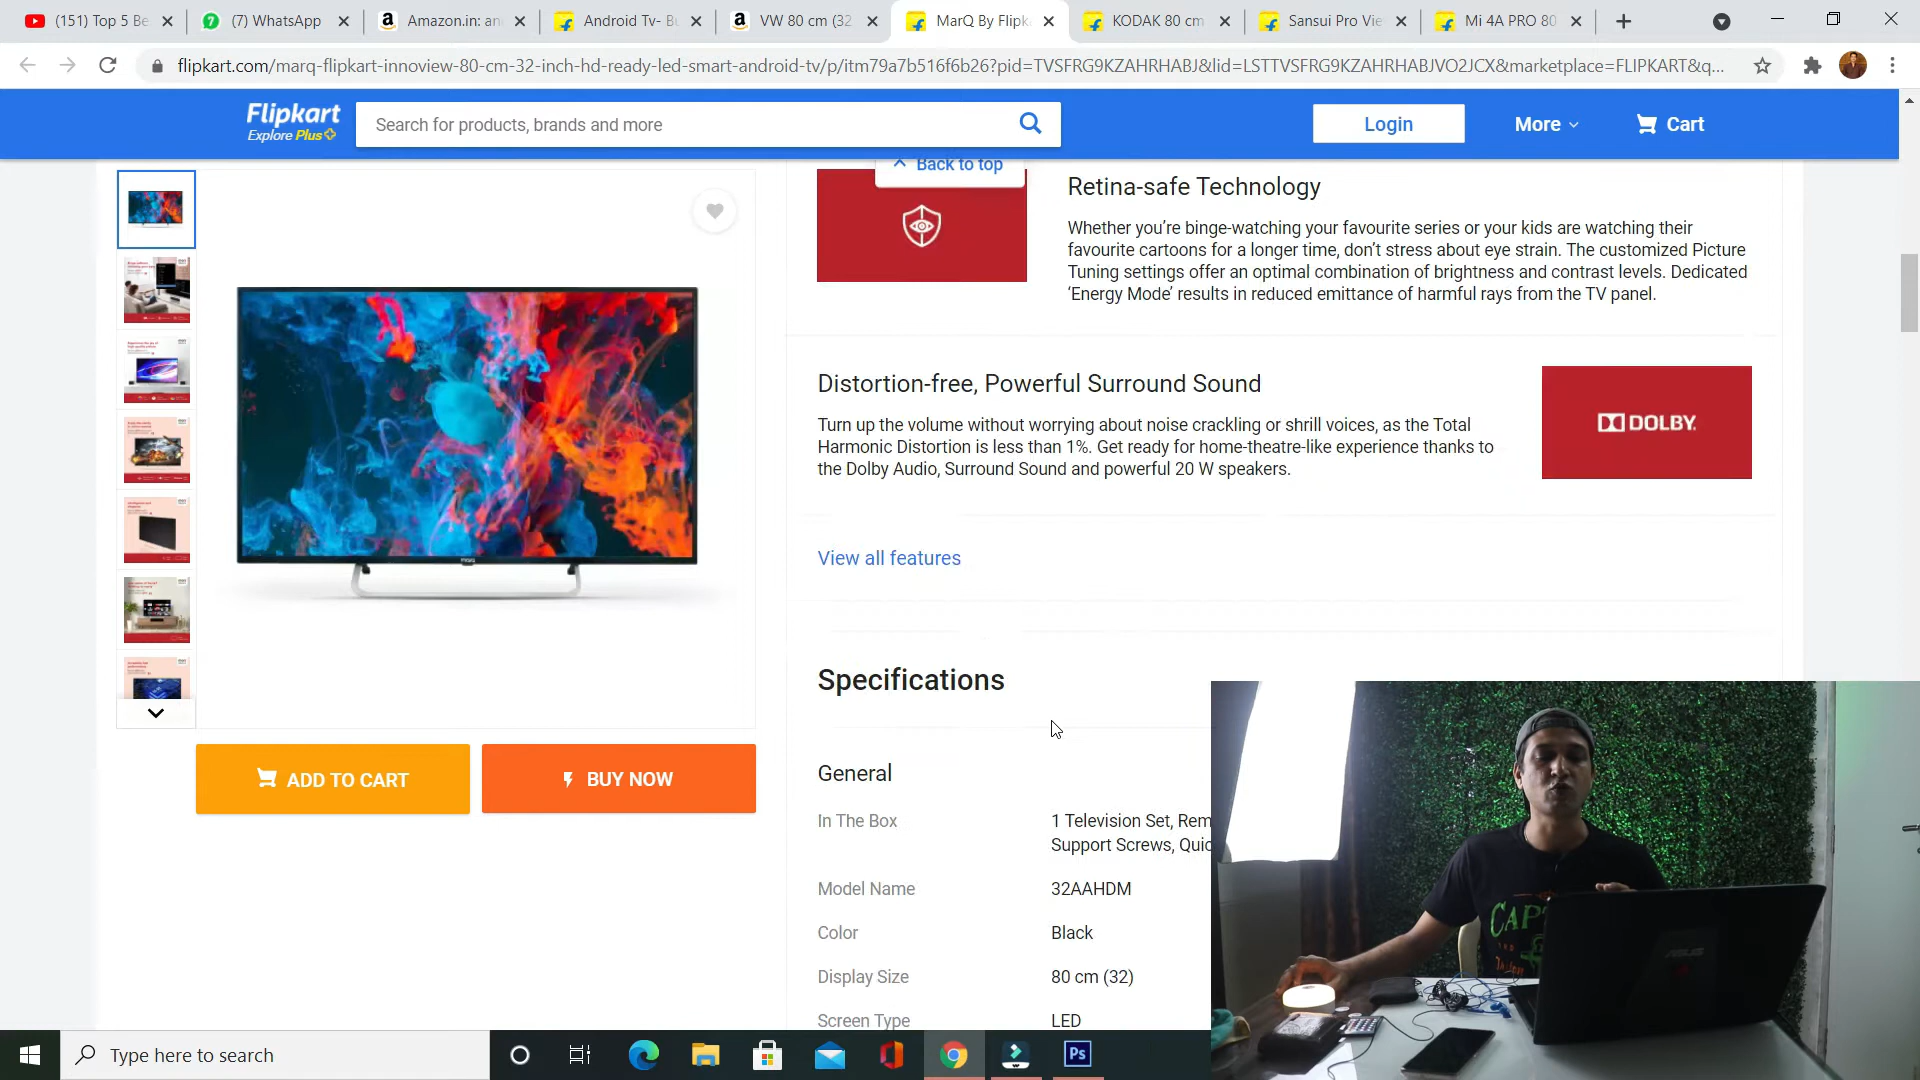 (151) Top 5 Be
(7) WhatsApp
Amazon.in: an
Android Tv- Bu
VW 80 cm (32
MarQ By Flipk
KODAK 80 cm
Sansui Pro Vie
Mi 4A PRO 80
flipkart.com/marq-flipkart-innoview-80-cm-32-inch-hd-ready-led-smart-android-tv/p/itm79a7b516f6b26?pid=TVSFRG9KZAHRHABJ&lid=LSTTVSFRG9KZAHRHABJVO2JCX&marketplace=FLIPKART&q...
Flipkart
Explore Plus
Search for products, brands and more
Login
More
Cart
Back to top
Retina-safe Technology
Whether you’re binge-watching your favourite series or your kids are watching their
favourite cartoons for a longer time, don’t stress about eye strain. The customized Picture
Tuning settings offer an optimal combination of brightness and contrast levels. Dedicated
‘Energy Mode’ results in reduced emittance of harmful rays from the TV panel.
Distortion-free, Powerful Surround Sound
Turn up the volume without worrying about noise crackling or shrill voices, as the Total
Harmonic Distortion is less than 1%. Get ready for home-theatre-like experience thanks to
the Dolby Audio, Surround Sound and powerful 20 W speakers.
DOLBY
View all features
Specifications
General
In The Box
1 Television Set, Rem
Support Screws, Quic
Model Name
32AAHDM
Color
Black
Display Size
80 cm (32)
Screen Type
LED
ADD TO CART
BUY NOW
CAPT
ASUS
Type here to search
Ps